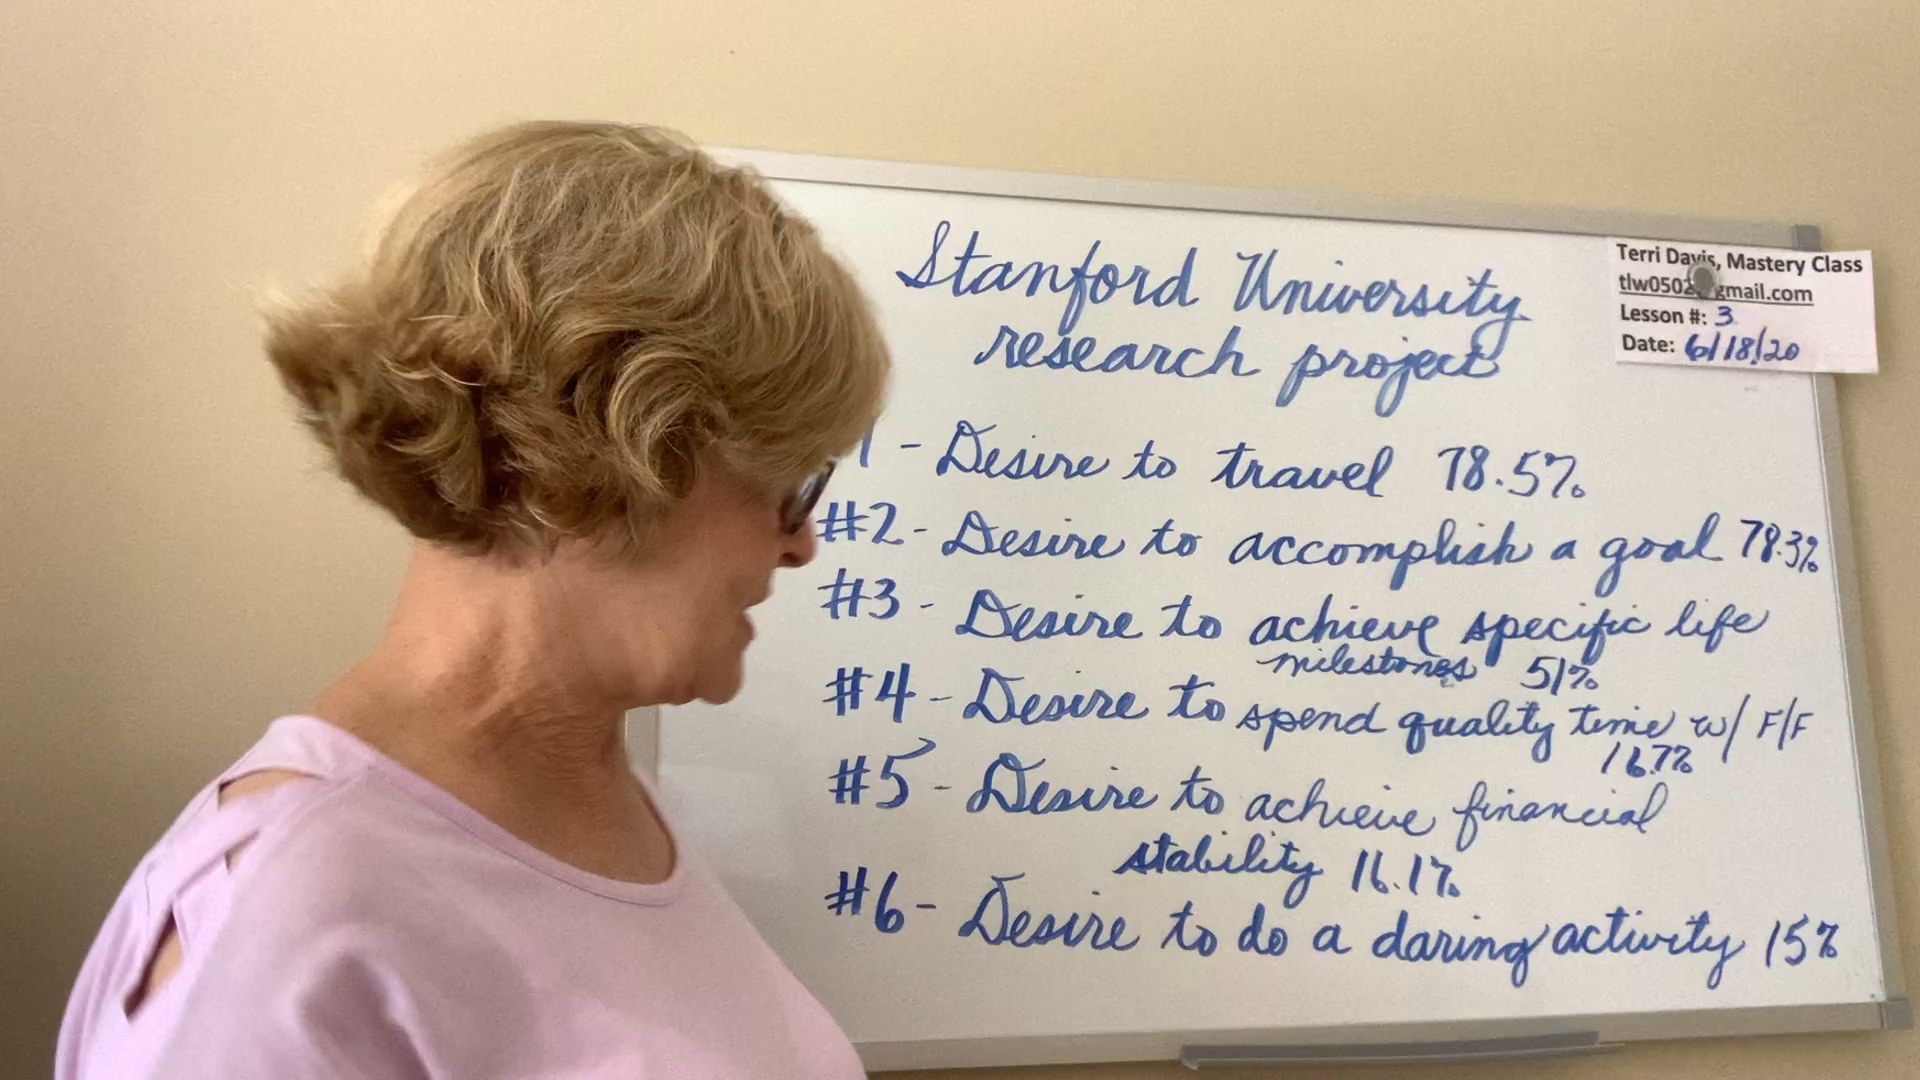 Stanford University
research project
1 - Desire to travel 78.5%
#2 - Desire to accomplish a goal 78.3%
#3 - Desire to achieve specific life
milestones 51%
#4 - Desire to spend quality time w/ F/F
16.7%
#5 - Desire to achieve financial
stability 16.1%
#6 - Desire to do a daring activity 15%
Terri Davis, Mastery Class
tlw0502 gmail.com
Lesson #: 3
Date: 6/18/20